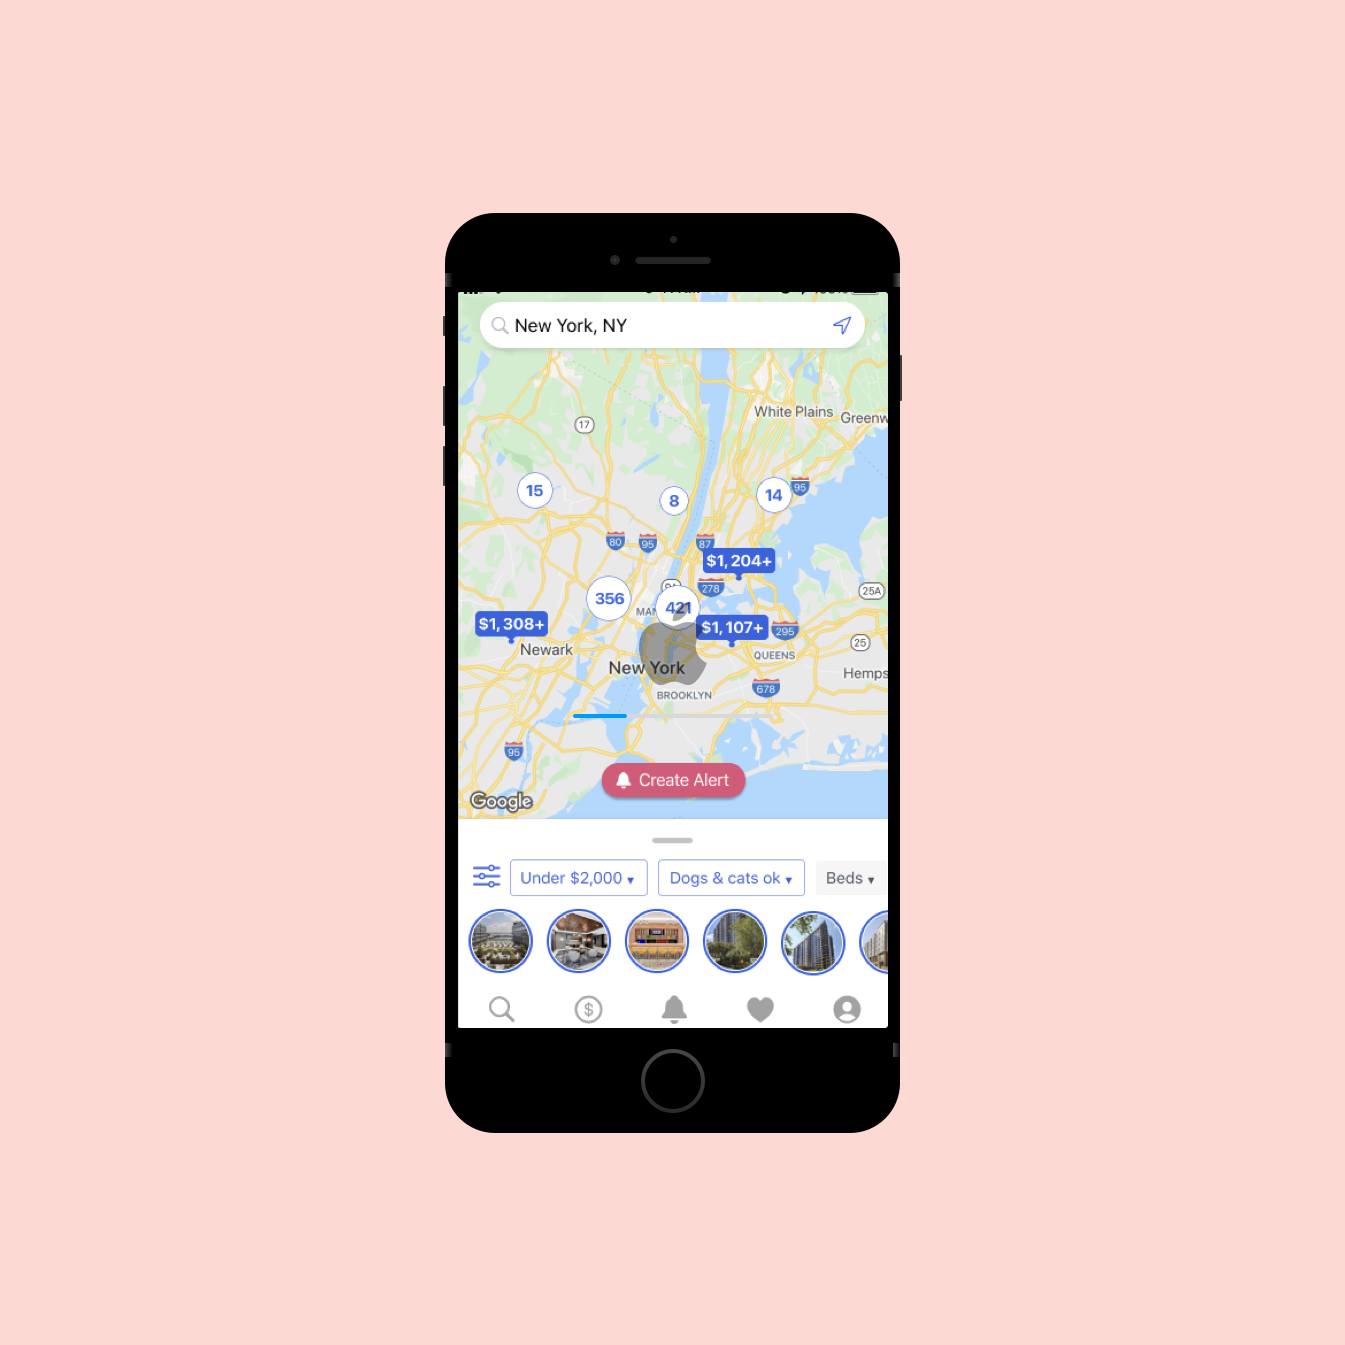 New York, NY
White Plains
Greenw
17
15
8
14
95
80
95
87
$1,204+
278
25A
356
421
MAN
$1,308+
$1,107+
295
Newark
QUEENS
25
New York
Hemps
BROOKLYN
678
95
Create Alert
Google
Under $2,000
Dogs & cats ok
Beds
$